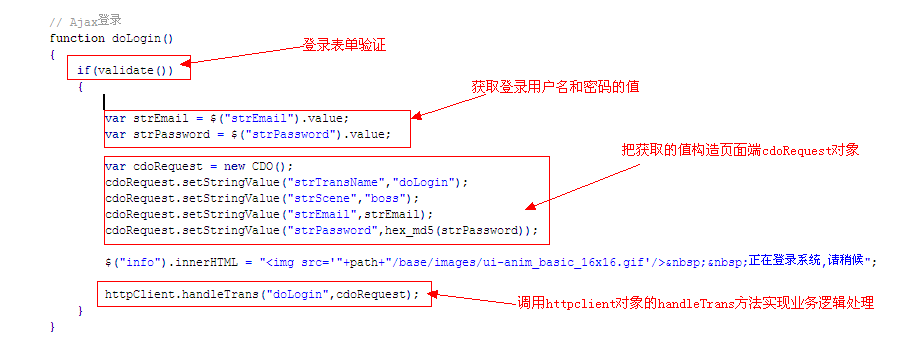 // Ajax登录
function doLogin()
登录表单验证
{
if(validate())
{
获取登录用户名和密码的值
var strEmail = $("strEmail").value;
var strPassword = $("strPassword").value;
把获取的值构造页面端cdoRequest对象
var cdoRequest = new CDO();
cdoRequest.setStringValue("strTransName","doLogin");
cdoRequest.setStringValue("strScene","boss");
cdoRequest.setStringValue("strEmail",strEmail);
cdoRequest.setStringValue("strPassword",hex_md5(strPassword));
$("info").innerHTML = "<img src='"+path+"/base/images/ui-anim_basic_16x16.gif'/>&nbsp;&nbsp;正在登录系统,请稍候";
httpClient.handleTrans("doLogin",cdoRequest);
调用httpclient对象的handleTrans方法实现业务逻辑处理
}
}